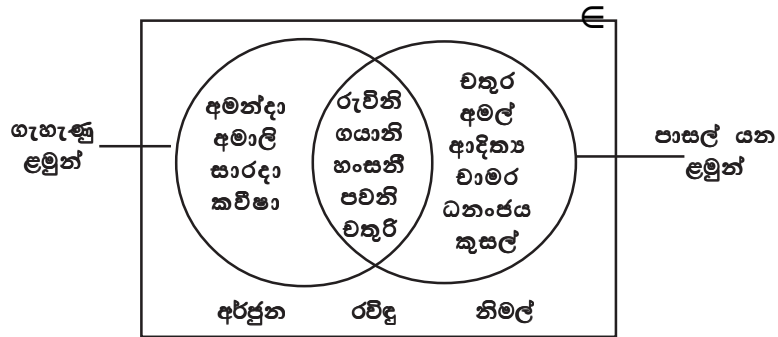 ∈
ගැහැණු
ළමුන්
අමන්දා
අමාලි
සාරදා
කවීෂා
රුවිනි
ගයානි
හංසනී
පවනි
චතුරි
චතුර
අමල්
ආදිත්‍ය
චාමර
ධනංජය
කුසල්
පාසල් යන
ළමුන්
අර්ජුන රවිඳු නිමල්